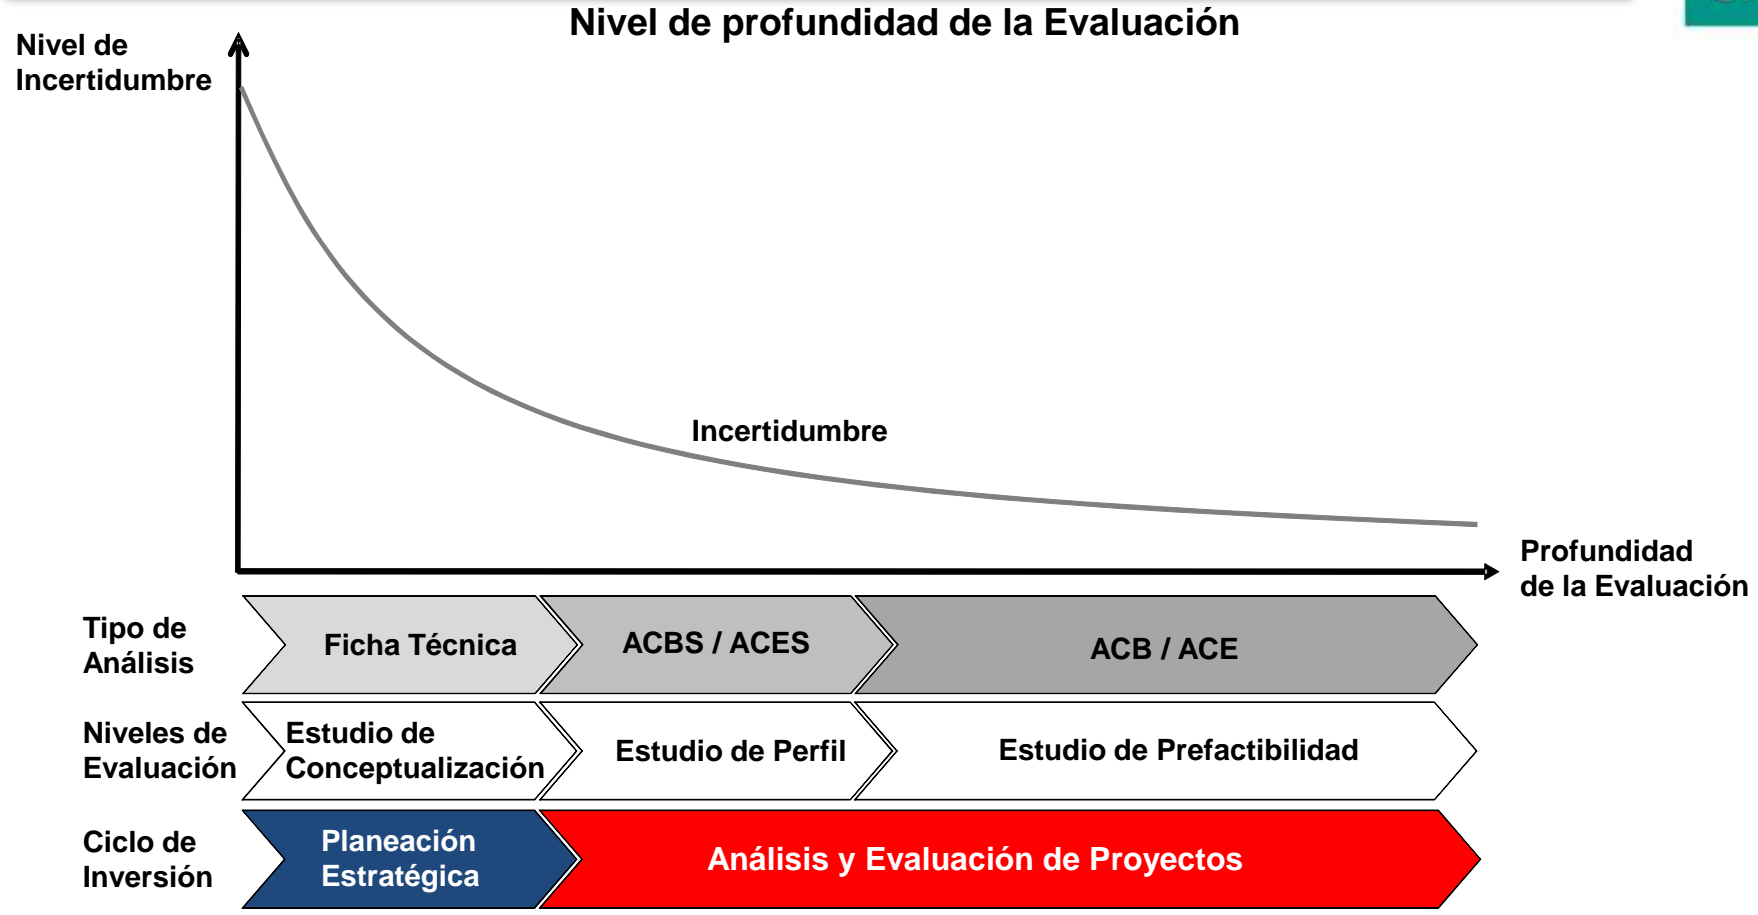 Nivel de profundidad de la Evaluación
Nivel de
Incertidumbre
Incertidumbre
Profundidad
de la Evaluación
Tipo de
Análisis
Ficha Técnica
ACBS / ACES
ACB / ACE
Niveles de
Evaluación
Estudio de
Conceptualización
Estudio de Perfil
Estudio de Prefactibilidad
Ciclo de
Inversión
Planeación
Estratégica
Análisis y Evaluación de Proyectos